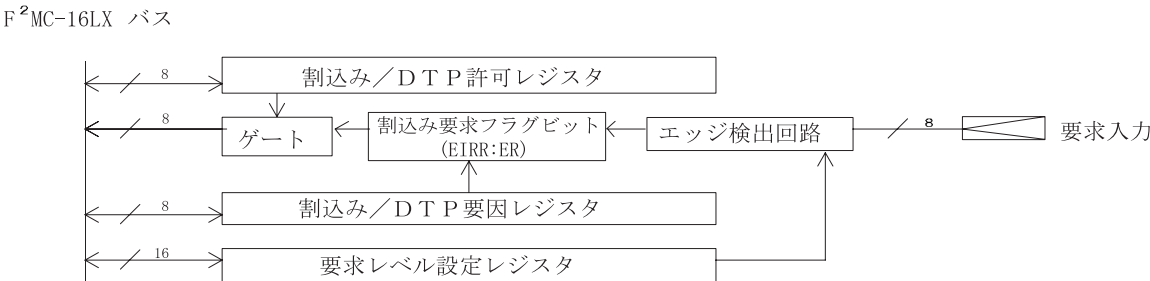 F²MC-16LX バス
8
割込み／DTP許可レジスタ
8
ゲート
割込み要求フラグビット
(EIRR:ER)
エッジ検出回路
8
要求入力
8
割込み／DTP要因レジスタ
16
要求レベル設定レジスタ